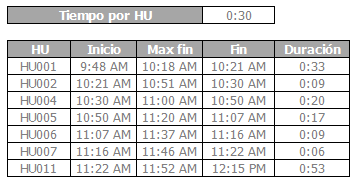 Tiempo por HU 0:30
HU Inicio Max fin Fin Duración
HU001 9:48 AM 10:18 AM 10:21 AM 0:33
HU002 10:21 AM 10:51 AM 10:30 AM 0:09
HU004 10:30 AM 11:00 AM 10:50 AM 0:20
HU005 10:50 AM 11:20 AM 11:07 AM 0:17
HU006 11:07 AM 11:37 AM 11:16 AM 0:09
HU007 11:16 AM 11:46 AM 11:22 AM 0:06
HU011 11:22 AM 11:52 AM 12:15 PM 0:53